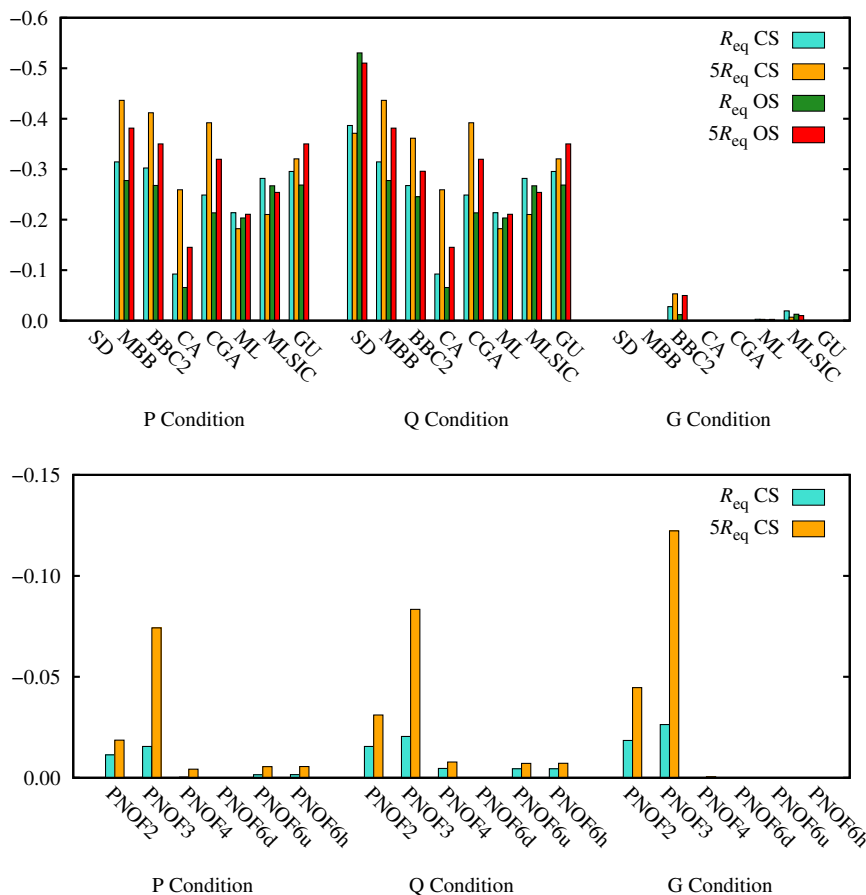 −0.6
−0.5
−0.4
−0.3
−0.2
−0.1
0.0
Req CS
5Req CS
Req OS
5Req OS
SD MBB BBC2 CA CGA ML MLSIC GU SD MBB BBC2 CA CGA ML MLSIC GU SD MBB BBC2 CA CGA ML MLSIC GU
P Condition Q Condition G Condition
−0.15
−0.10
−0.05
0.00
Req CS
5Req CS
PNOF2 PNOF3 PNOF4 PNOF6d PNOF6u PNOF6h PNOF2 PNOF3 PNOF4 PNOF6d PNOF6u PNOF6h PNOF2 PNOF3 PNOF4 PNOF6d PNOF6u PNOF6h
P Condition Q Condition G Condition